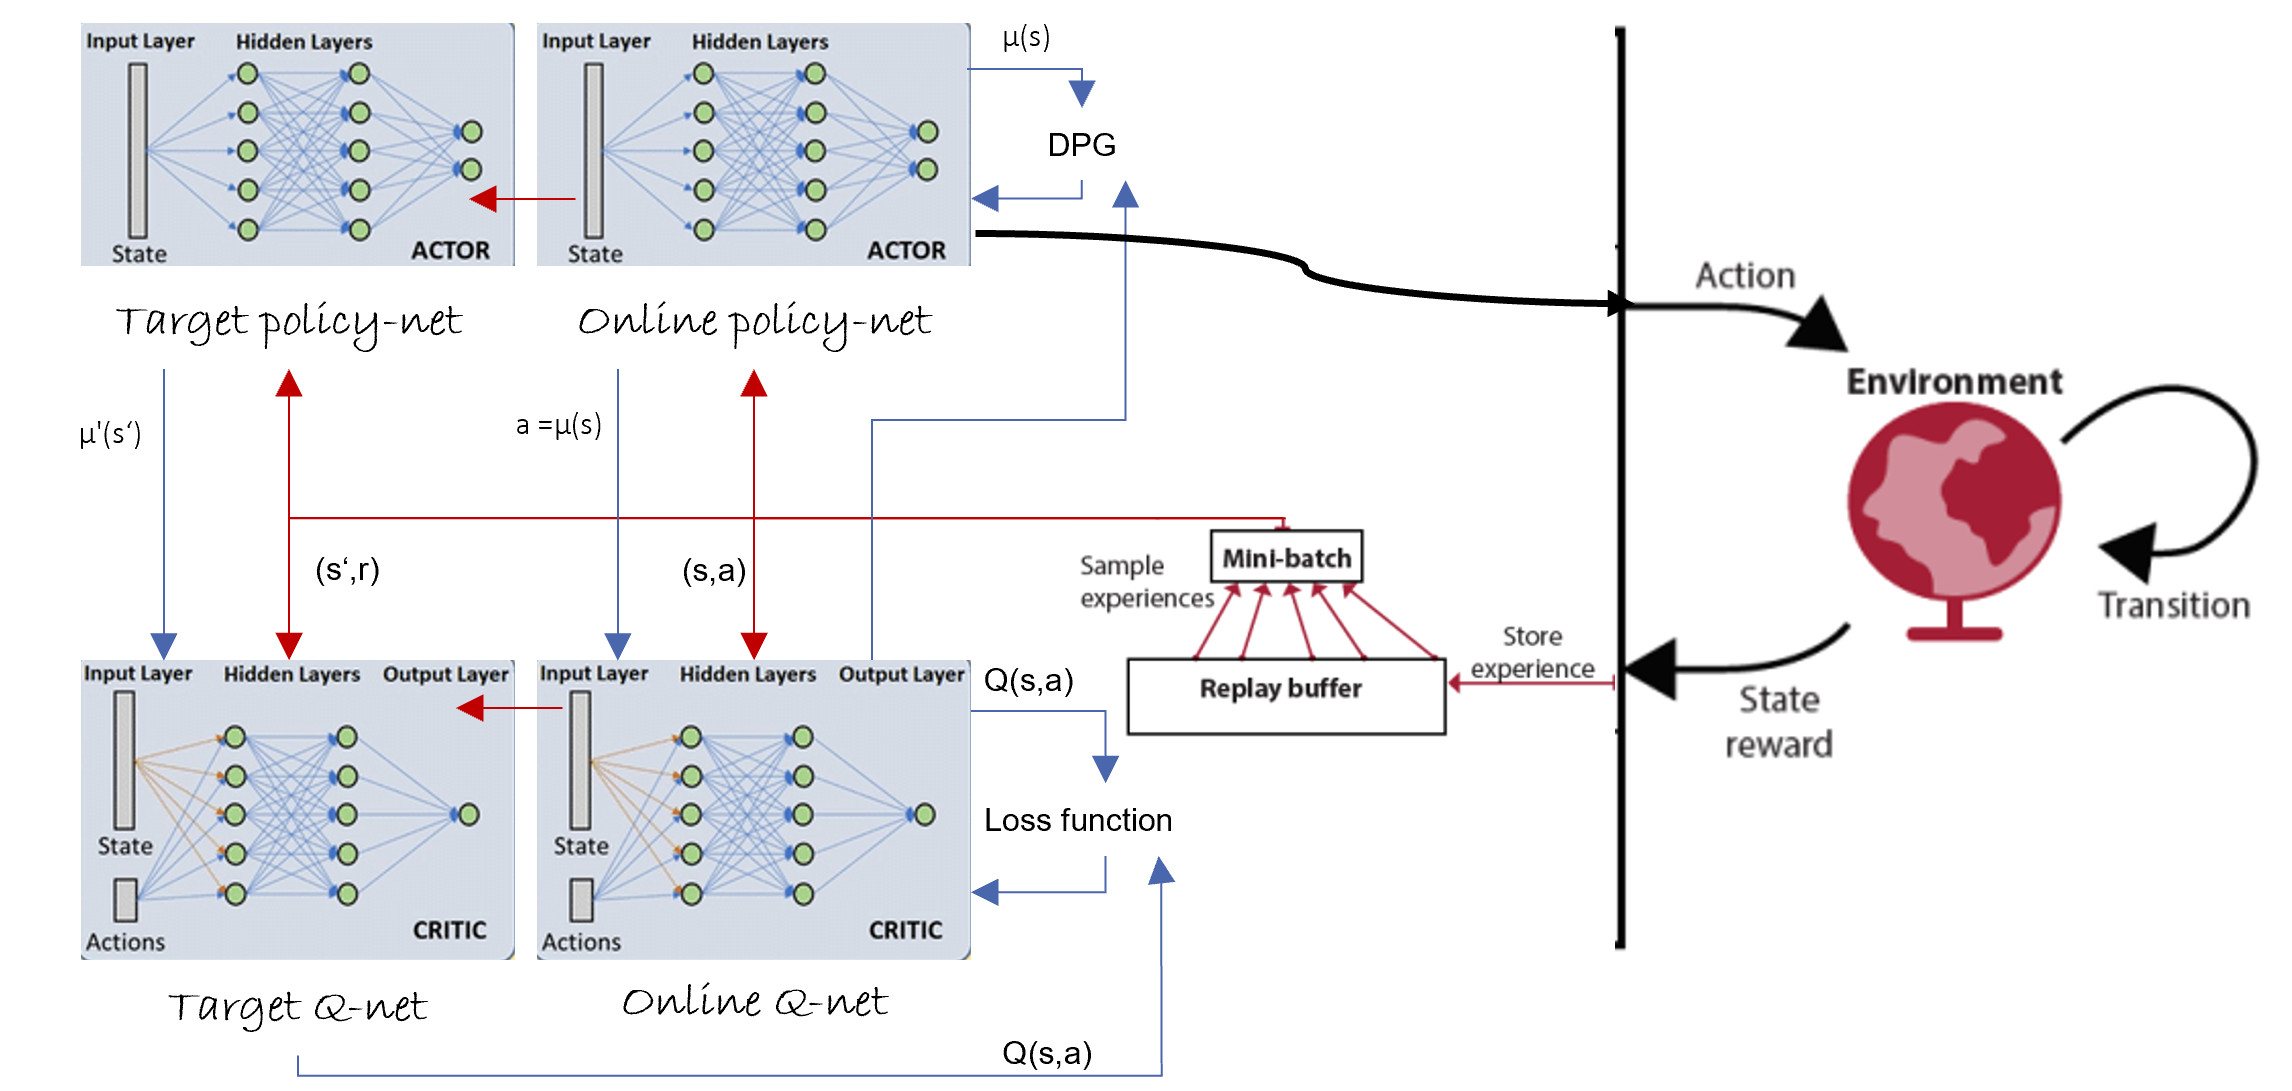 Input Layer Hidden Layers
State
ACTOR
Input Layer Hidden Layers
State
ACTOR
μ(s)
DPG
Target policy-net
Online policy-net
Action
Environment
Transition
State
reward
μ'(s‘)
a =μ(s)
(s‘,r)
(s,a)
Sample
experiences
Mini-batch
Store
experience
Replay buffer
Input Layer Hidden Layers Output Layer
State
Actions
CRITIC
Input Layer Hidden Layers Output Layer
State
Actions
CRITIC
Q(s,a)
Loss function
Target Q-net
Online Q-net
Q(s,a)